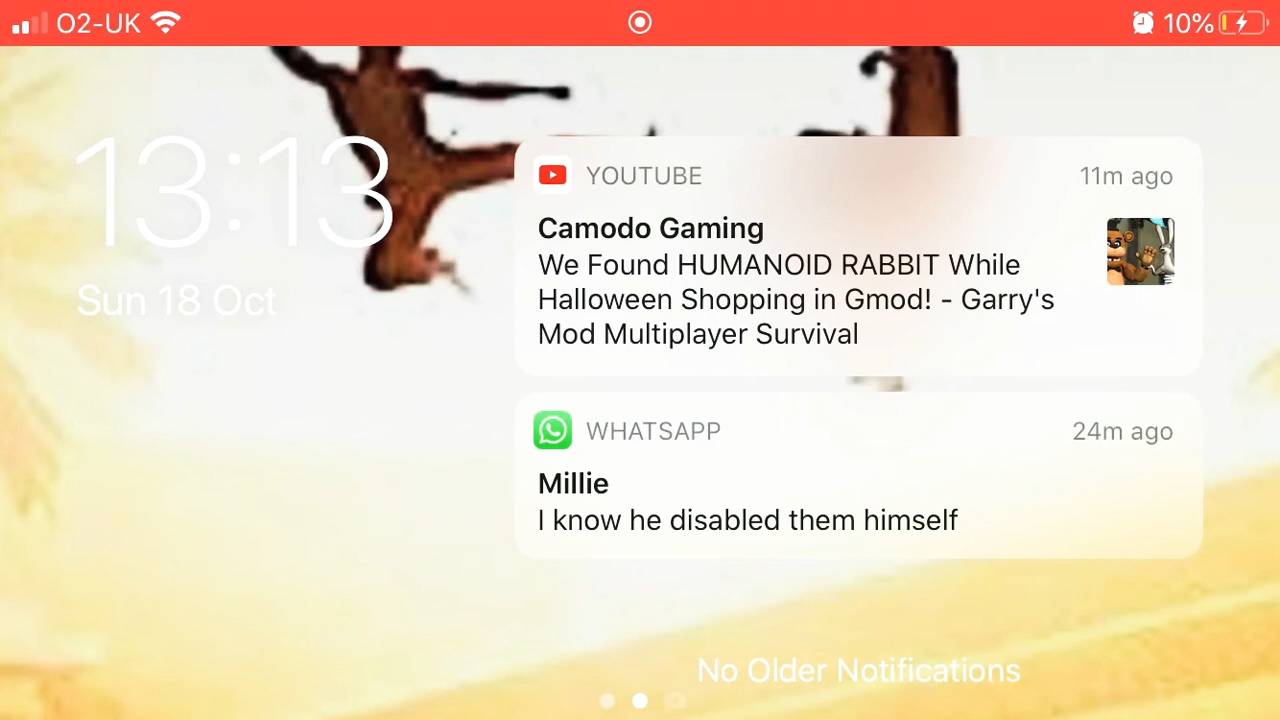 O2-UK
10%
13:13
Sun 18 Oct
YOUTUBE
11m ago
Camodo Gaming
We Found HUMANOID RABBIT While
Halloween Shopping in Gmod! - Garry's
Mod Multiplayer Survival
WHATSAPP
24m ago
Millie
I know he disabled them himself
No Older Notifications